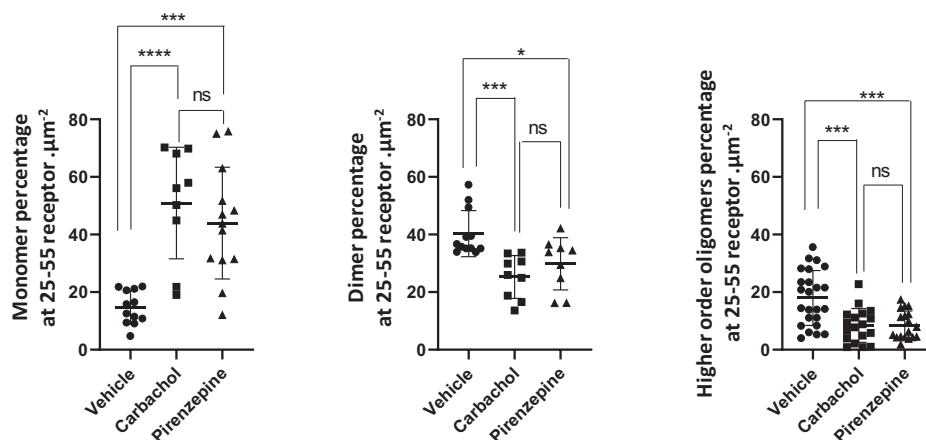 Monomer percentage
at 25-55 receptor .µm-2
***
****
ns
80
60
40
20
0
Vehicle
Carbachol
Pirenzepine
Dimer percentage
at 25-55 receptor .µm-2
*
***
ns
80
60
40
20
0
Vehicle
Carbachol
Pirenzepine
Higher order oligomers percentage
at 25-55 receptor .µm-2
***
***
ns
80
60
40
20
0
Vehicle
Carbachol
Pirenzepine